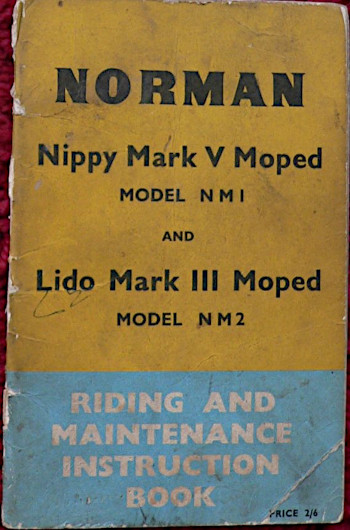 NORMAN
Nippy Mark V Moped
MODEL NM1
AND
Lido Mark III Moped
MODEL NM2
RIDING AND
MAINTENANCE
INSTRUCTION
BOOK
PRICE 2/6